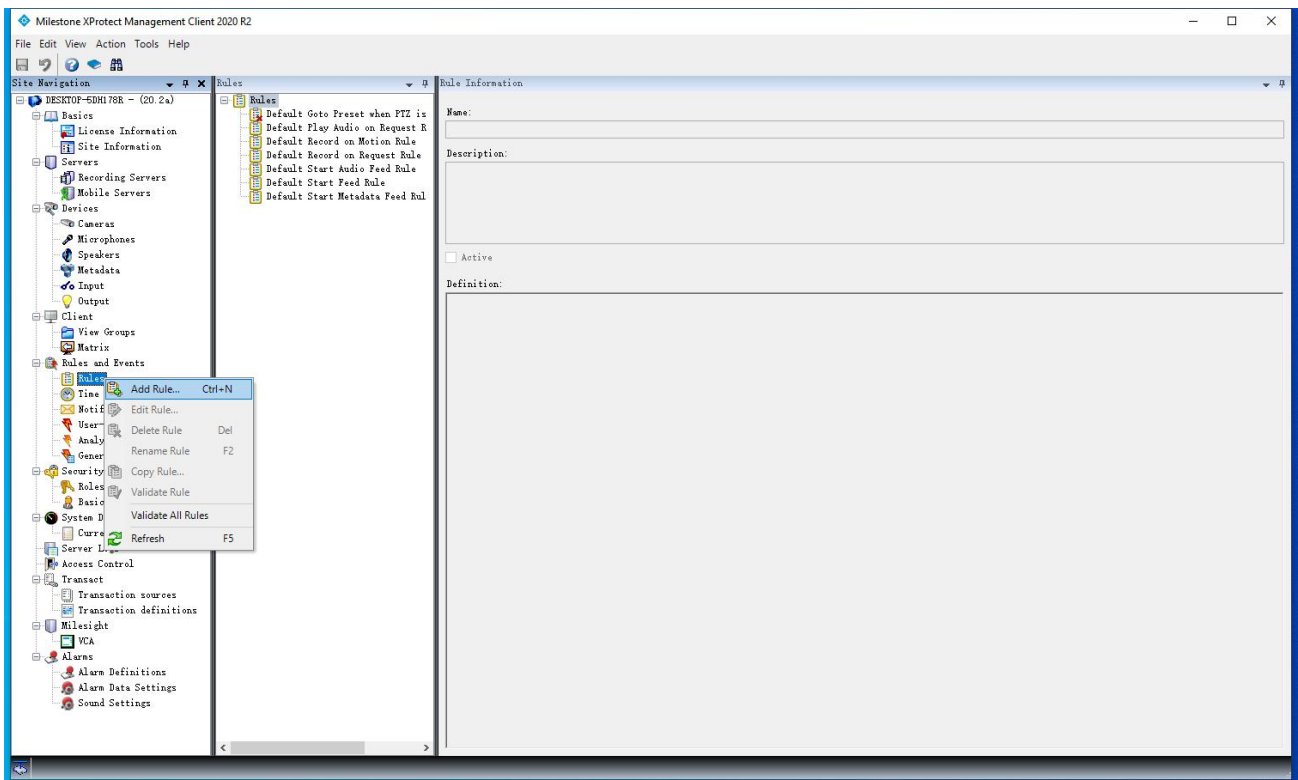 Milestone XProtect Management Client 2020 R2
File Edit View Action Tools Help
Site Navigation
DESKTOP-5DH178R - (20.2a)
Basics
License Information
Site Information
Servers
Recording Servers
Mobile Servers
Devices
Cameras
Microphones
Speakers
Metadata
Input
Output
Client
View Groups
Matrix
Rules and Events
Rules
Time
Notif
User-
Analy
Gener
Security
Roles
Basic
System D
Curre
Server L
Access Control
Transact
Transaction sources
Transaction definitions
Milesight
VCA
Alarms
Alarm Definitions
Alarm Data Settings
Sound Settings
Add Rule... Ctrl+N
Edit Rule...
Delete Rule Del
Rename Rule F2
Copy Rule...
Validate Rule
Validate All Rules
Refresh F5
Rules
Rules
Default Goto Preset when PTZ is
Default Play Audio on Request R
Default Record on Motion Rule
Default Record on Request Rule
Default Start Audio Feed Rule
Default Start Feed Rule
Default Start Metadata Feed Rul
Rule Information
Name:
Description:
Active
Definition: